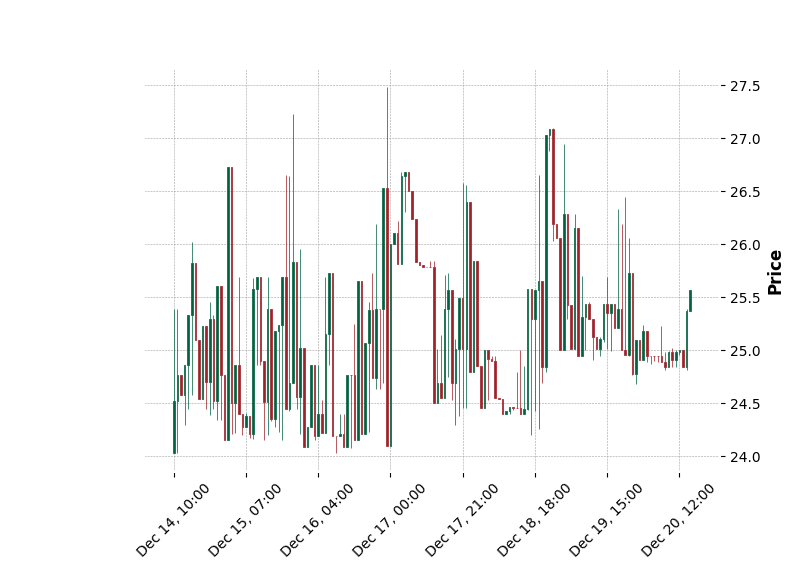 27.5
27.0
26.5
26.0
25.5
25.0
24.5
24.0
Price
Dec 14, 10:00
Dec 15, 07:00
Dec 16, 04:00
Dec 17, 00:00
Dec 17, 21:00
Dec 18, 18:00
Dec 19, 15:00
Dec 20, 12:00